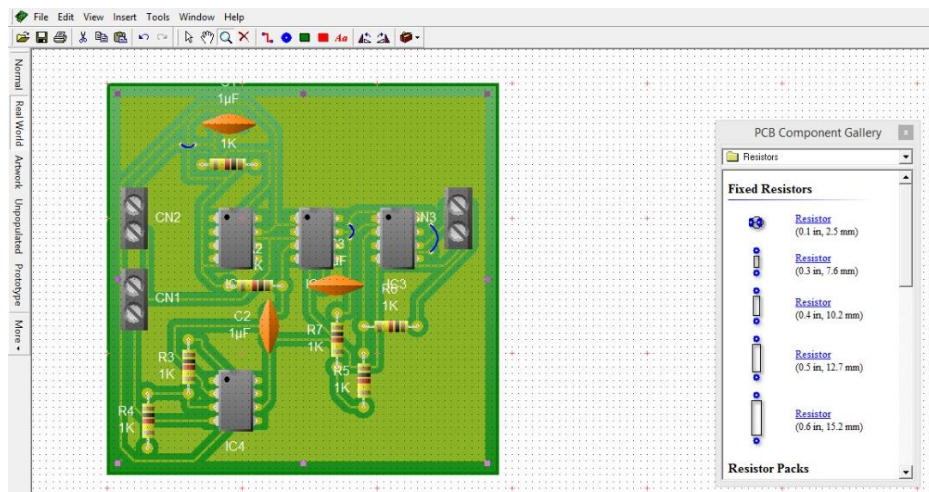 File Edit View Insert Tools Window Help
Aa
Normal
Real World
Artwork
Unpopulated
Prototype
More
1µF
1K
CN2
CN3
CN1
C2
1µF
IC3
1K
R7
1K
R3
1K
R5
1K
R4
1K
IC4
PCB Component Gallery
Resistors
Fixed Resistors
Resistor
(0.1 in, 2.5 mm)
Resistor
(0.3 in, 7.6 mm)
Resistor
(0.4 in, 10.2 mm)
Resistor
(0.5 in, 12.7 mm)
Resistor
(0.6 in, 15.2 mm)
Resistor Packs